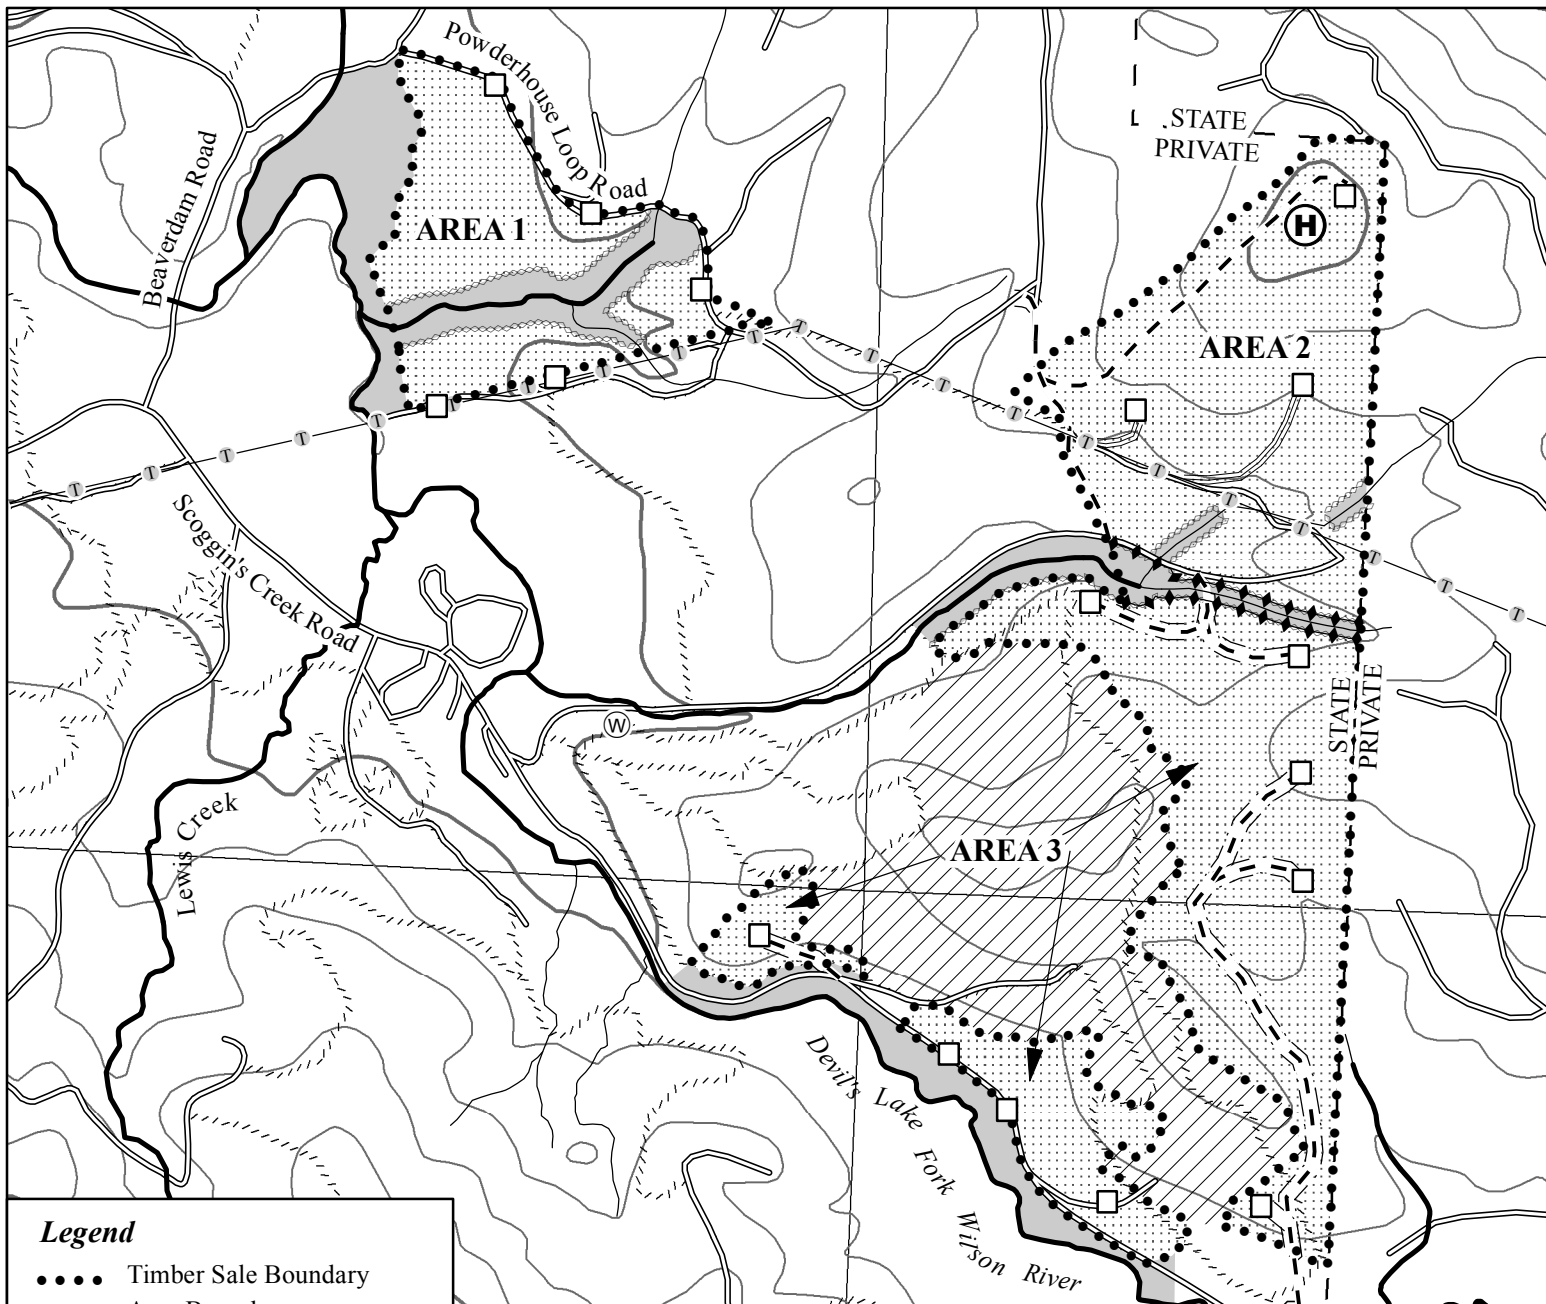 Powderhouse Loop Road
STATE
PRIVATE
Beaverdam Road
AREA 1
H
AREA 2
T T T T T T T T T T T T T T T T T T T T
Scoggin's Creek Road
STATE
PRIVATE
W
Lewis Creek
AREA 3
Devil's Lake Fork Wilson River
Legend
Timber Sale Boundary